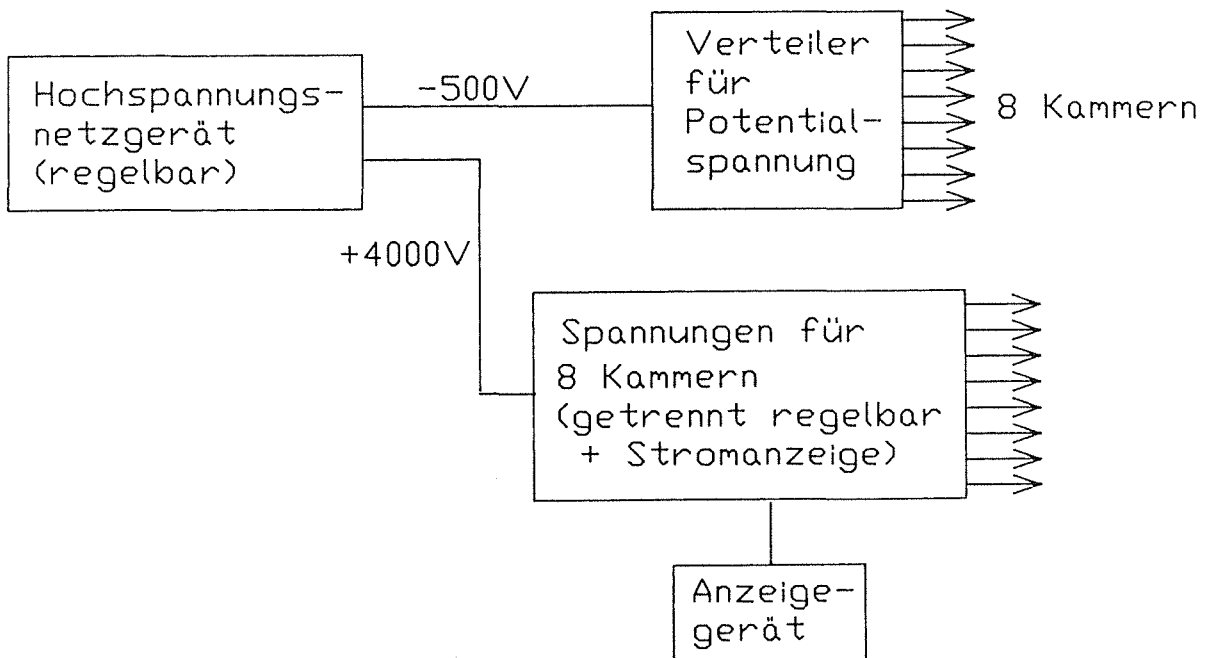 Hochspannungs-
netzgerät
(regelbar)
-500V
+4000V
Verteiler
für
Potential-
spannung
8 Kammern
Spannungen für
8 Kammern
(getrennt regelbar
+ Stromanzeige)
Anzeige-
gerät